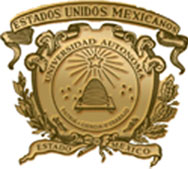 ESTADOS UNIDOS MEXICANOS
UNIVERSIDAD AUTONOMA
ESTADO
MEXICO